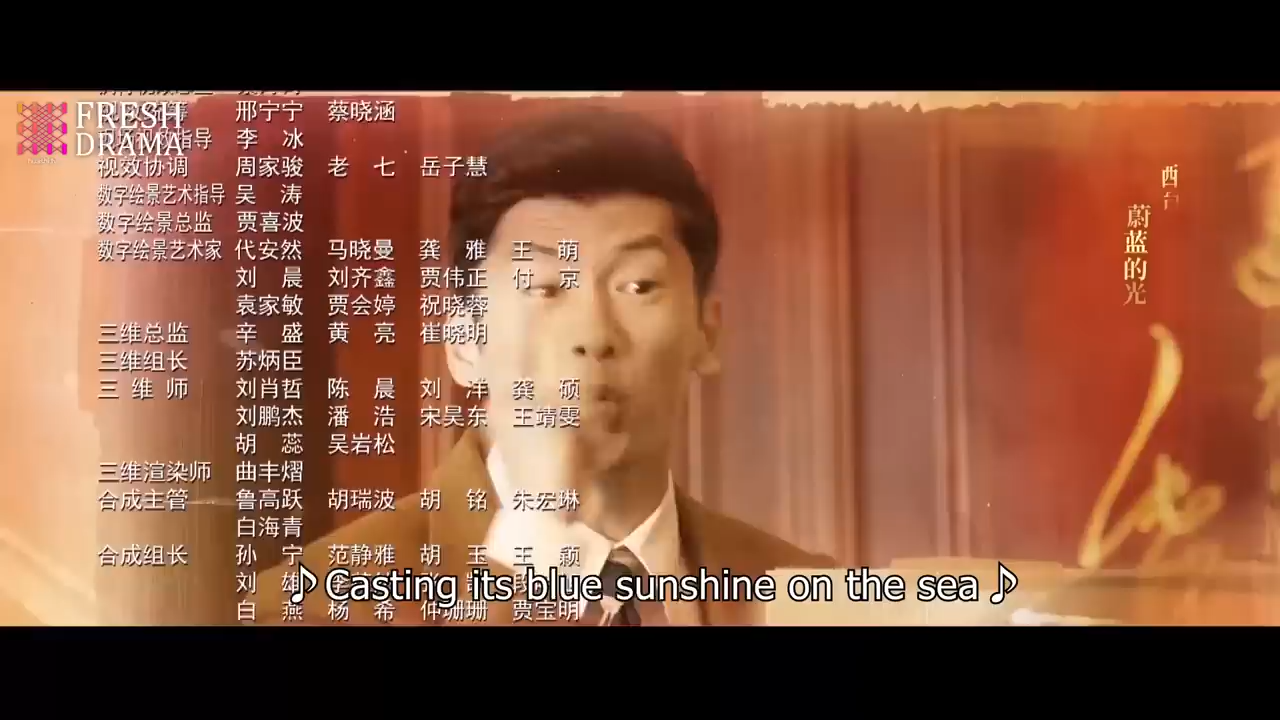 FRESH
DRAMA
邢宁宁 蔡晓涵
李 冰
视效协调 周家骏 老 七 岳子慧
数字绘景艺术指导 吴 涛
数字绘景总监 贾喜波
数字绘景艺术家 代安然 马晓曼 龚 雅 王 萌
刘 晨 刘齐鑫 贾伟正 付 京
袁家敏 贾会婷 祝晓蓉
三维总监 辛 盛 黄 亮 崔晓明
三维组长 苏炳臣
三 维 师 刘肖哲 陈 晨 刘 洋 龚 硕
刘鹏杰 潘 浩 宋昊东 王靖雯
胡 蕊 吴岩松
三维渲染师 曲丰熠
合成主管 鲁高跃 胡瑞波 胡 铭 朱宏琳
白海青
合成组长 孙 宁 范静雅 胡 玉 王 颖
刘 雄
白 燕 杨 希 仲珊珊 贾宝明
♪Casting its blue sunshine on the sea♪
蔚蓝的光